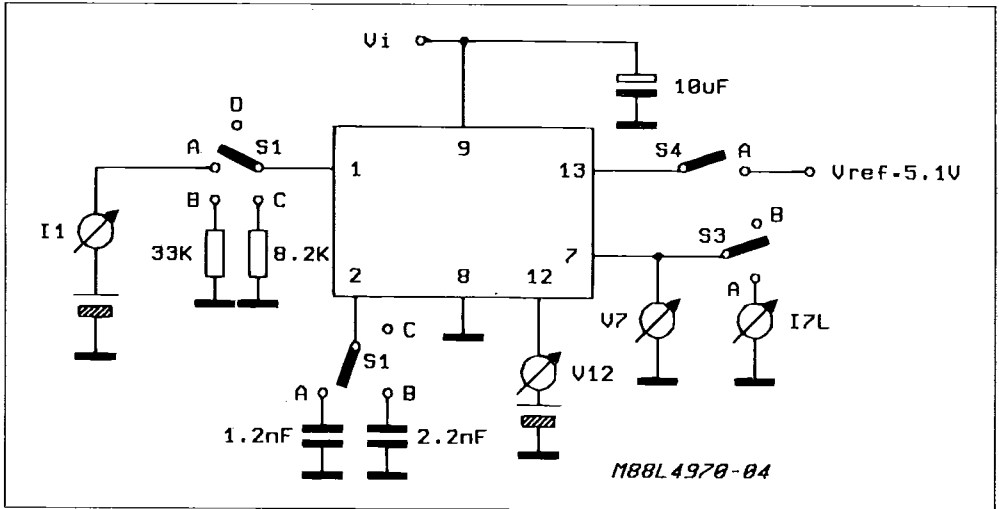 Vi
10uF
D
A
S1
1
9
13
S4
A
Vref=5.1V
B
C
I1
33K
8.2K
2
8
12
7
S3
B
A
C
S1
V7
I7L
A
B
V12
1.2nF
2.2nF
M88L4970-04